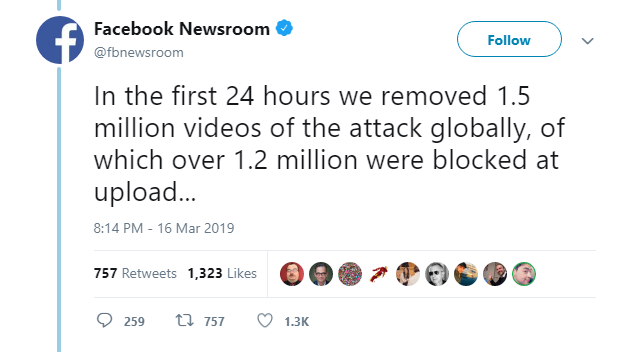 Facebook Newsroom
@fbnewsroom
Follow
In the first 24 hours we removed 1.5
million videos of the attack globally, of
which over 1.2 million were blocked at
upload...
8:14 PM - 16 Mar 2019
757 Retweets 1,323 Likes
259 757 1.3K